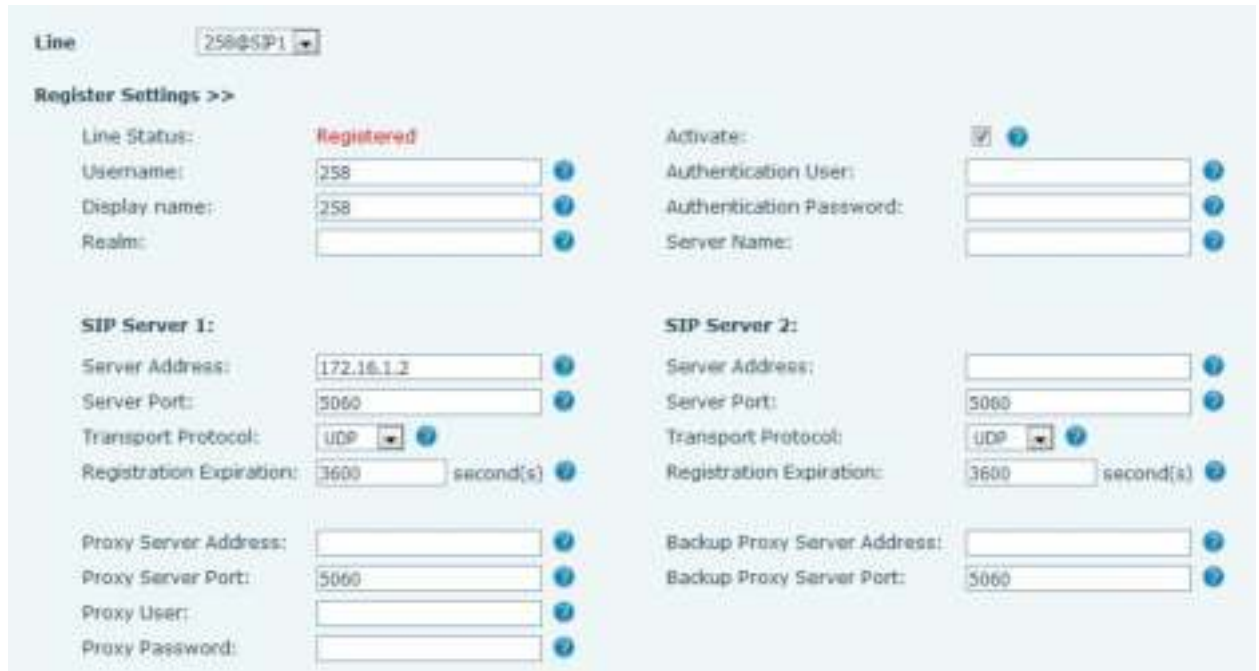 Line 258@SIP1
Register Settings >>
Line Status: Registered Activate:
Username: 258 Authentication User:
Display name: 258 Authentication Password:
Realm: Server Name:
SIP Server 1: SIP Server 2:
Server Address: 172.16.1.2 Server Address:
Server Port: 5060 Server Port: 5060
Transport Protocol: UDP Transport Protocol: UDP
Registration Expiration: 3600 second(s) Registration Expiration: 3600 second(s)
Proxy Server Address: Backup Proxy Server Address:
Proxy Server Port: 5060 Backup Proxy Server Port: 5060
Proxy User:
Proxy Password: